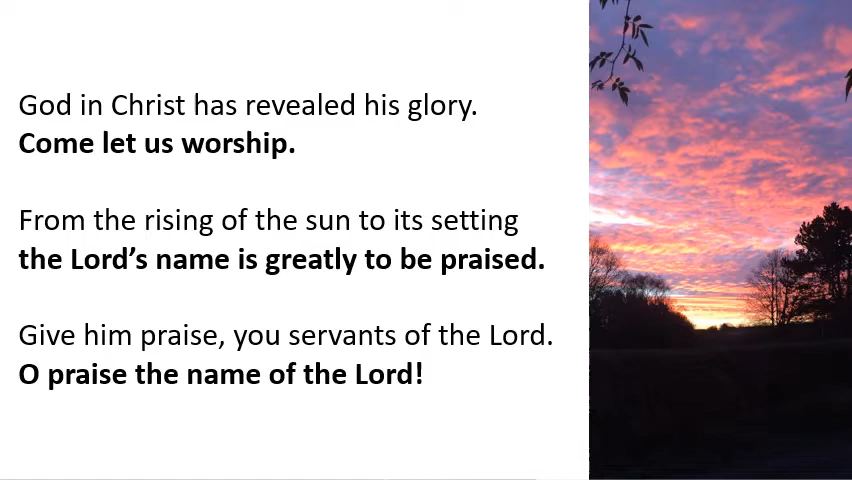 God in Christ has revealed his glory.
Come let us worship.
From the rising of the sun to its setting
the Lord’s name is greatly to be praised.
Give him praise, you servants of the Lord.
O praise the name of the Lord!